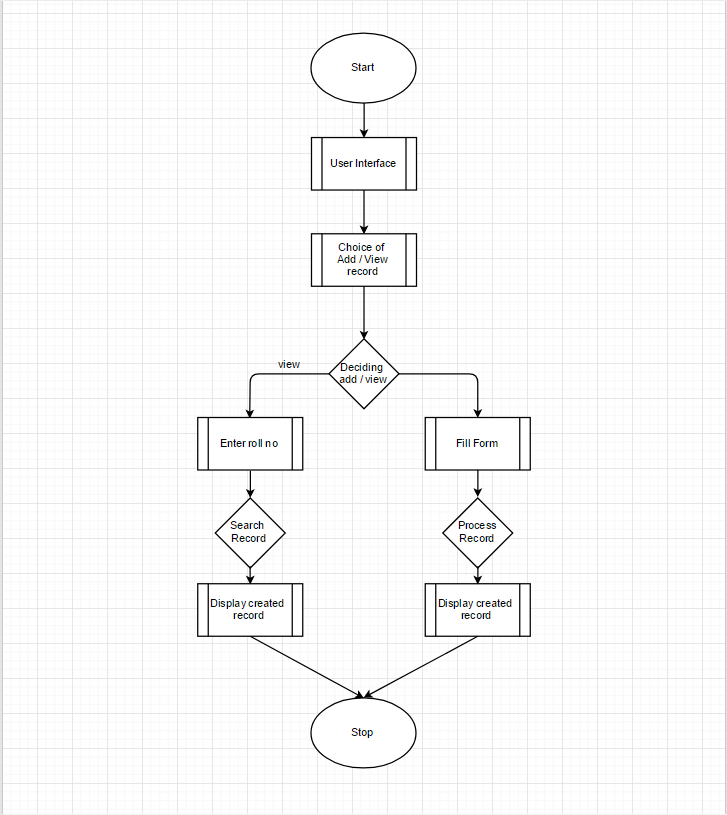 Start
User Interface
Choice of
Add / View
record
Deciding
add / view
view
Enter roll no
Fill Form
Search
Record
Process
Record
Display created
record
Display created
record
Stop